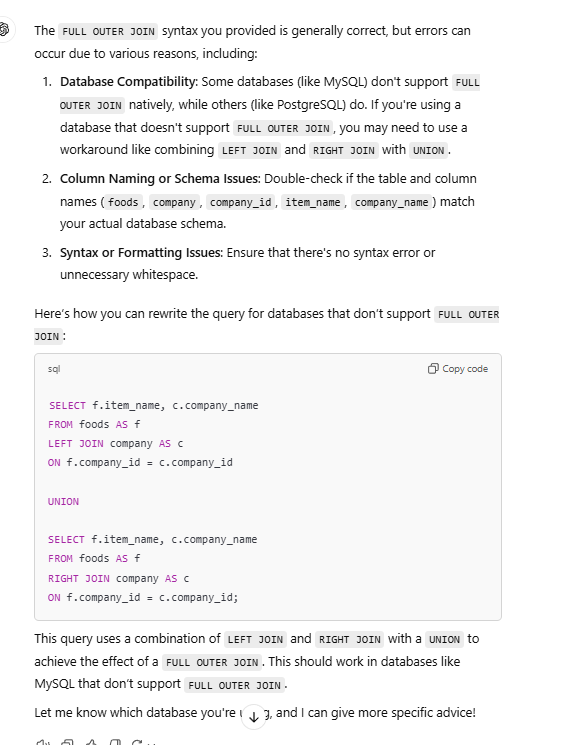 The FULL OUTER JOIN syntax you provided is generally correct, but errors can
occur due to various reasons, including:
1. Database Compatibility: Some databases (like MySQL) don't support FULL
OUTER JOIN natively, while others (like PostgreSQL) do. If you're using a
database that doesn't support FULL OUTER JOIN, you may need to use a
workaround like combining LEFT JOIN and RIGHT JOIN with UNION.
2. Column Naming or Schema Issues: Double-check if the table and column
names (foods, company, company_id, item_name, company_name) match
your actual database schema.
3. Syntax or Formatting Issues: Ensure that there's no syntax error or
unnecessary whitespace.
Here's how you can rewrite the query for databases that don't support FULL OUTER
JOIN:
sql
Copy code
SELECT f.item_name, c.company_name
FROM foods AS f
LEFT JOIN company AS c
ON f.company_id = c.company_id
UNION
SELECT f.item_name, c.company_name
FROM foods AS f
RIGHT JOIN company AS c
ON f.company_id = c.company_id;
This query uses a combination of LEFT JOIN and RIGHT JOIN with a UNION to
achieve the effect of a FULL OUTER JOIN. This should work in databases like
MySQL that don't support FULL OUTER JOIN.
Let me know which database you're , and I can give more specific advice!